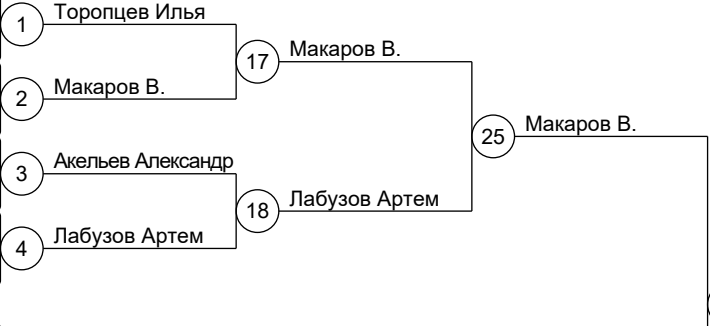 1 Торопцев Илья
17 Макаров В.
2 Макаров В.
25 Макаров В.
3 Акельев Александр
18 Лабузов Артем
4 Лабузов Артем